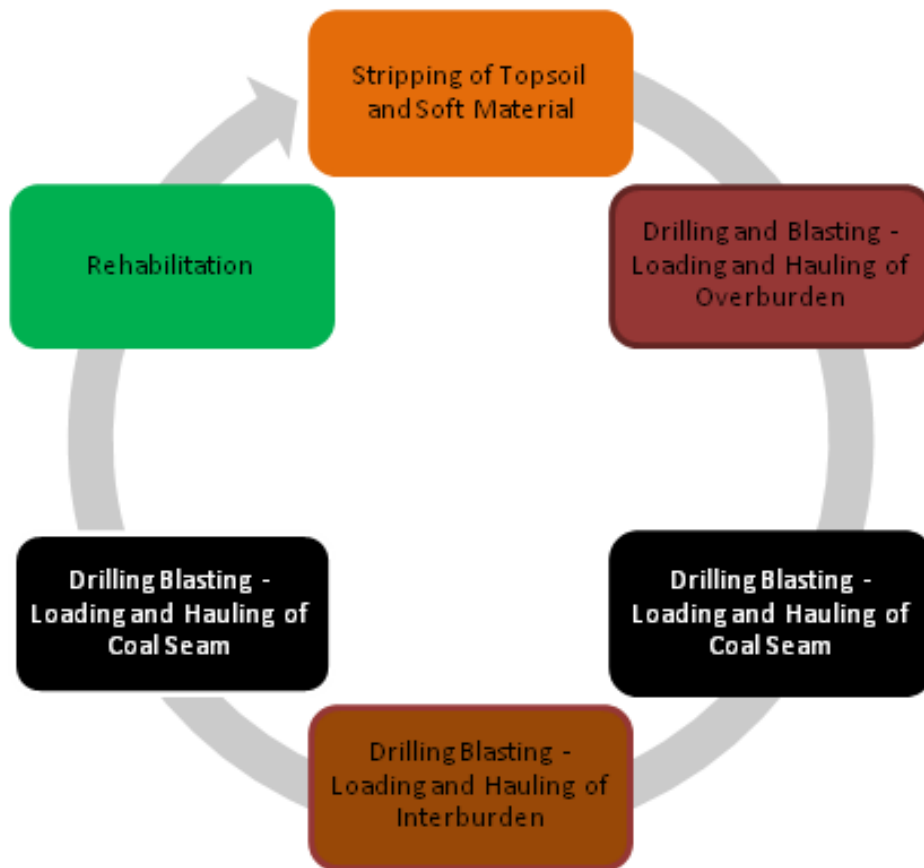 Stripping of Topsoil
and Soft Material
Drilling and Blasting -
Loading and Hauling of
Overburden
Drilling Blasting -
Loading and Hauling of
Coal Seam
Drilling Blasting -
Loading and Hauling of
Interburden
Drilling Blasting -
Loading and Hauling of
Coal Seam
Rehabilitation